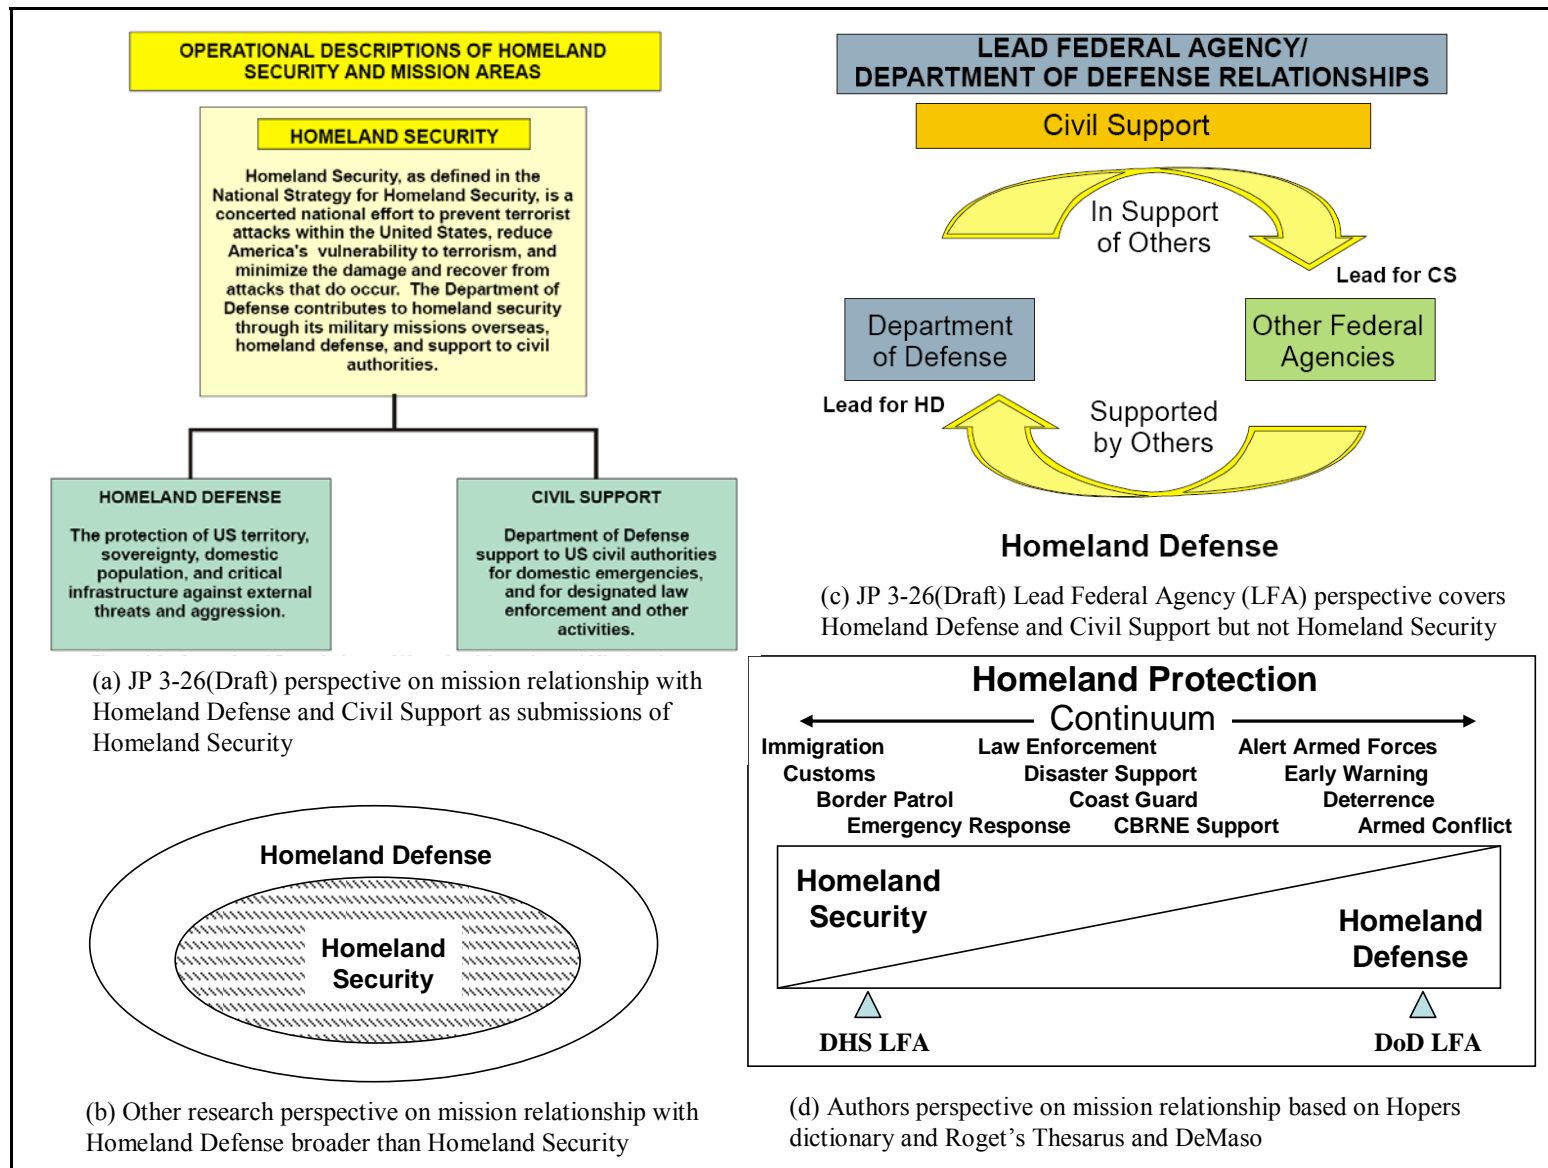 OPERATIONAL DESCRIPTIONS OF HOMELAND
SECURITY AND MISSION AREAS
HOMELAND SECURITY
Homeland Security, as defined in the
National Strategy for Homeland Security, is a
concerted national effort to prevent terrorist
attacks within the United States, reduce
America's vulnerability to terrorism, and
minimize the damage and recover from
attacks that do occur. The Department of
Defense contributes to homeland security
through its military missions overseas,
homeland defense, and support to civil
authorities.
HOMELAND DEFENSE
The protection of US territory,
sovereignty, domestic
population, and critical
infrastructure against external
threats and aggression.
CIVIL SUPPORT
Department of Defense
support to US civil authorities
for domestic emergencies,
and for designated law
enforcement and other
activities.
(a) JP 3-26(Draft) perspective on mission relationship with
Homeland Defense and Civil Support as submissions of
Homeland Security
Homeland Defense
Homeland
Security
(b) Other research perspective on mission relationship with
Homeland Defense broader than Homeland Security
LEAD FEDERAL AGENCY/
DEPARTMENT OF DEFENSE RELATIONSHIPS
Civil Support
In Support
of Others
Lead for CS
Department
of Defense
Other Federal
Agencies
Lead for HD
Supported
by Others
Homeland Defense
(c) JP 3-26(Draft) Lead Federal Agency (LFA) perspective covers
Homeland Defense and Civil Support but not Homeland Security
Homeland Protection
Continuum
Immigration Law Enforcement Alert Armed Forces
Customs Disaster Support Early Warning
Border Patrol Coast Guard Deterrence
Emergency Response CBRNE Support Armed Conflict
Homeland
Security
Homeland
Defense
DHS LFA DoD LFA
(d) Authors perspective on mission relationship based on Hopers
dictionary and Roget's Thesarus and DeMaso